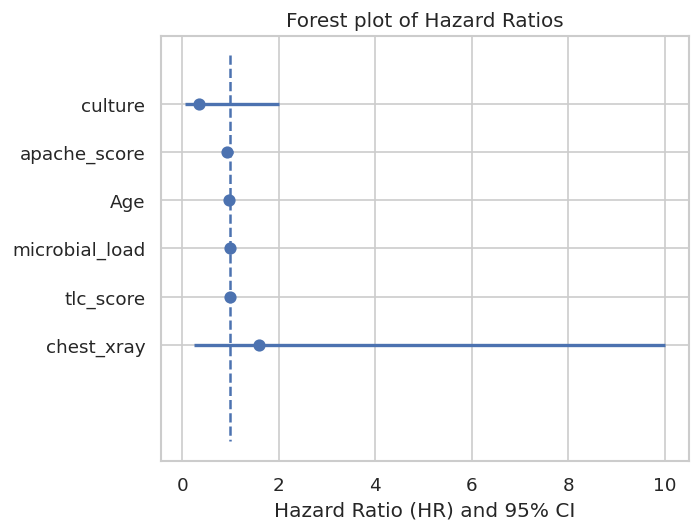 Forest plot of Hazard Ratios
culture
apache_score
Age
microbial_load
tlc_score
chest_xray
0 2 4 6 8 10
Hazard Ratio (HR) and 95% CI